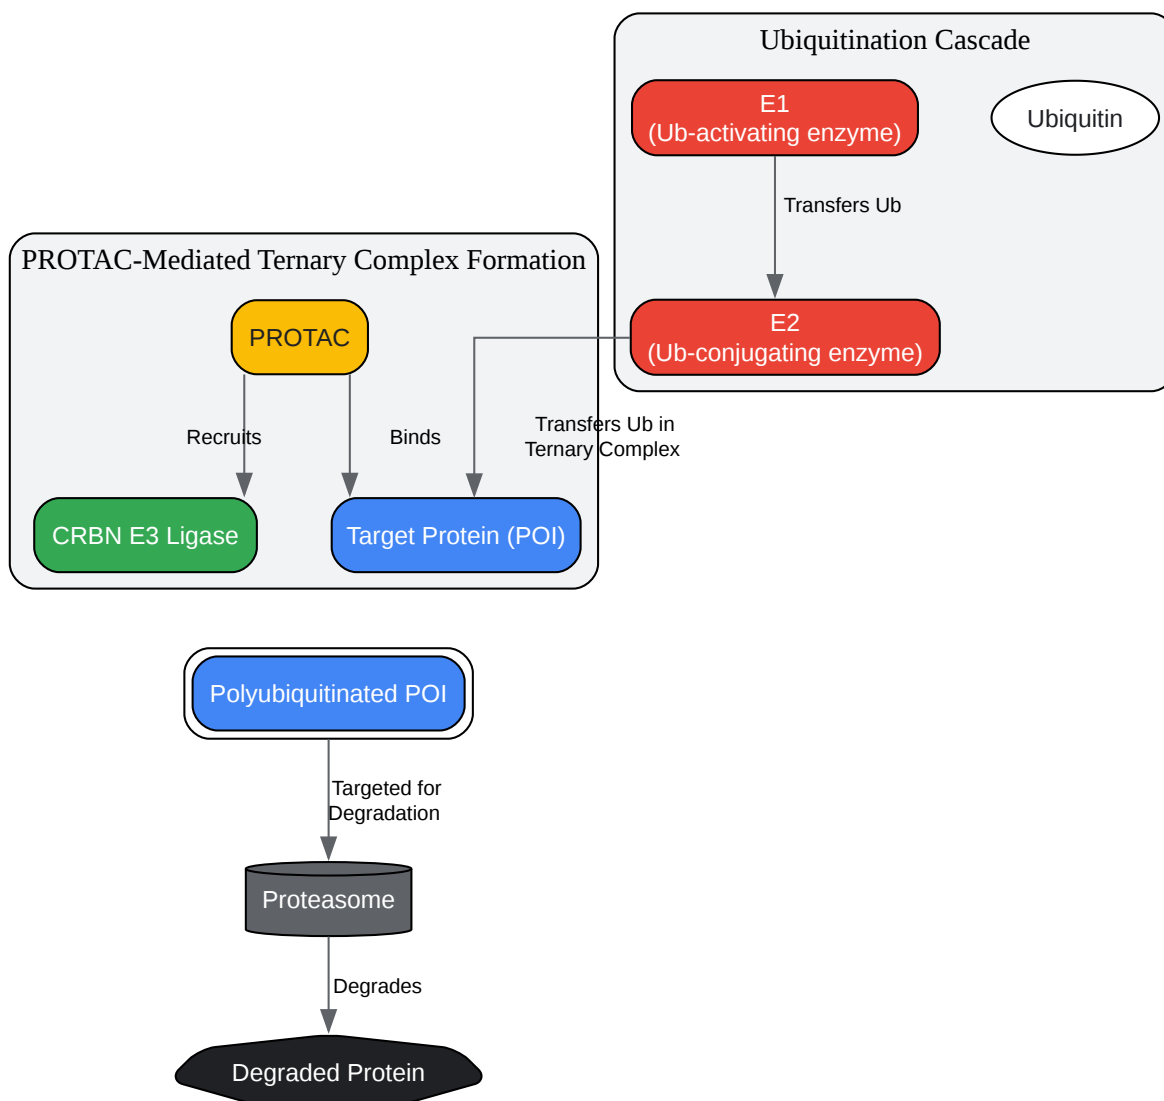 Ubiquitination Cascade
E1
(Ub-activating enzyme)
Ubiquitin
Transfers Ub
E2
(Ub-conjugating enzyme)
PROTAC-Mediated Ternary Complex Formation
PROTAC
Recruits
Binds
Transfers Ub in
Ternary Complex
CRBN E3 Ligase
Target Protein (POI)
Polyubiquitinated POI
Targeted for
Degradation
Proteasome
Degrades
Degraded Protein